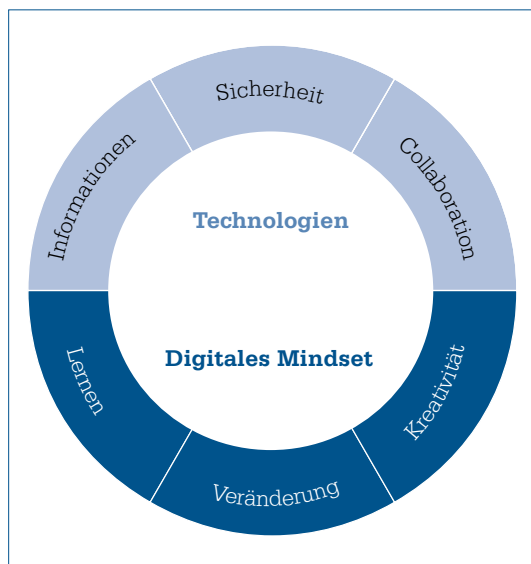 Sicherheit
Informationen
Collaboration
Technologien
Digitales Mindset
Lernen
Kreativität
Veränderung